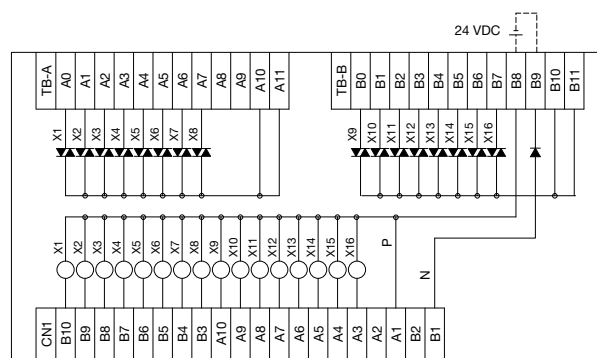 24 VDC
TB-A A0 A1 A2 A3 A4 A5 A6 A7 A8 A9 A10 A11
TB-B B0 B1 B2 B3 B4 B5 B6 B7 B8 B9 B10 B11
X1 X2 X3 X4 X5 X6 X7 X8
X9 X10 X11 X12 X13 X14 X15 X16
X1 X2 X3 X4 X5 X6 X7 X8 X9 X10 X11 X12 X13 X14 X15 X16
P
N
CN1 B10 B9 B8 B7 B6 B5 B4 B3 A10 A9 A8 A7 A6 A5 A4 A3 A2 A1 B2 B1